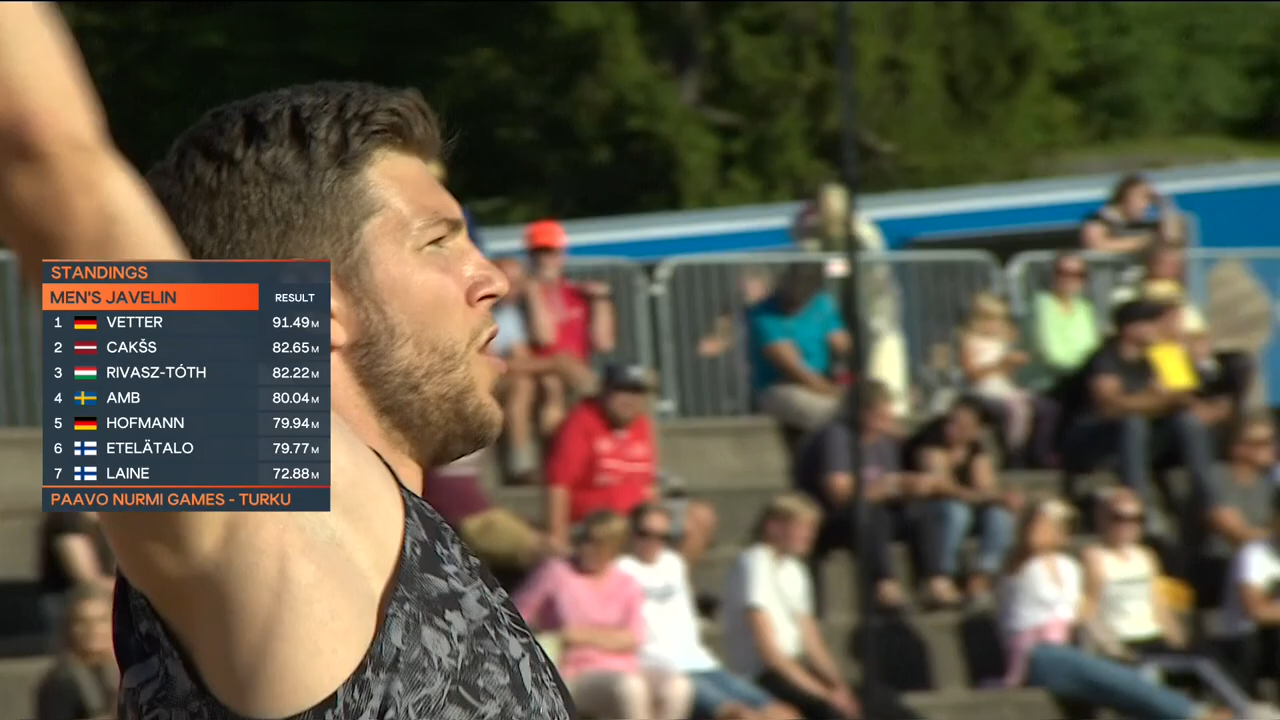 STANDINGS
MEN'S JAVELIN RESULT
1 VETTER 91.49M
2 CAKŠS 82.65M
3 RIVASZ-TÓTH 82.22M
4 AMB 80.04M
5 HOFMANN 79.94M
6 ETELÄTALO 79.77M
7 LAINE 72.88M
PAAVO NURMI GAMES - TURKU